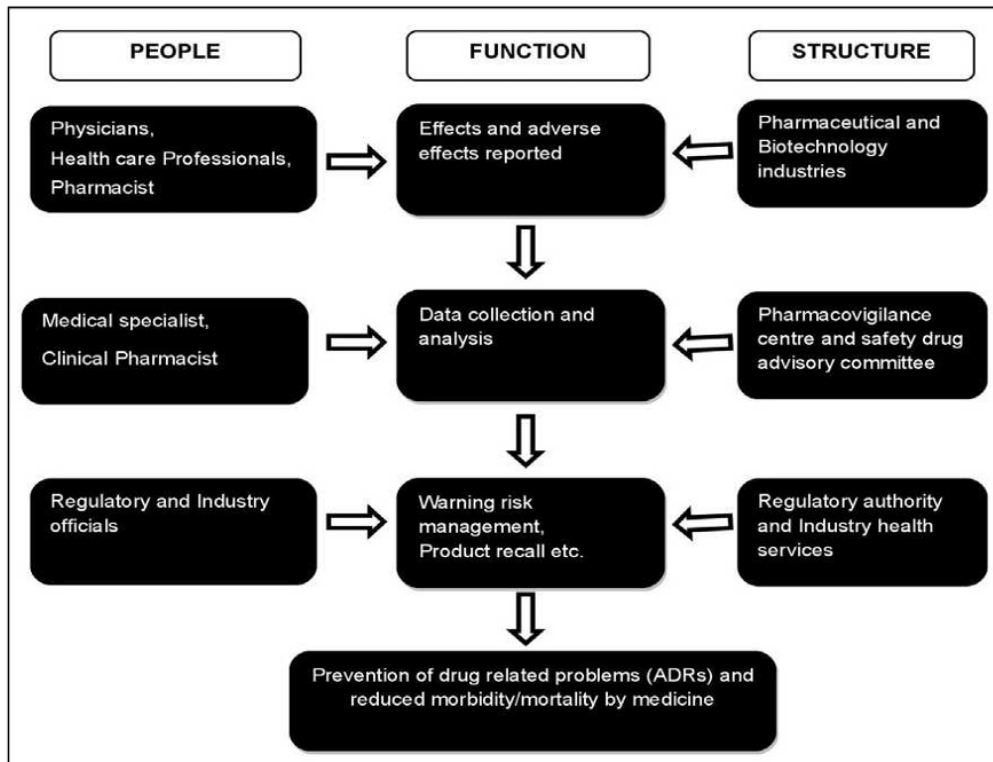 PEOPLE
FUNCTION
STRUCTURE
Physicians,
Health care Professionals,
Pharmacist
Effects and adverse
effects reported
Pharmaceutical and
Biotechnology
industries
Medical specialist,
Clinical Pharmacist
Data collection and
analysis
Pharmacovigilance
centre and safety drug
advisory committee
Regulatory and Industry
officials
Warning risk
management,
Product recall etc.
Regulatory authority
and Industry health
services
Prevention of drug related problems (ADRs) and
reduced morbidity/mortality by medicine